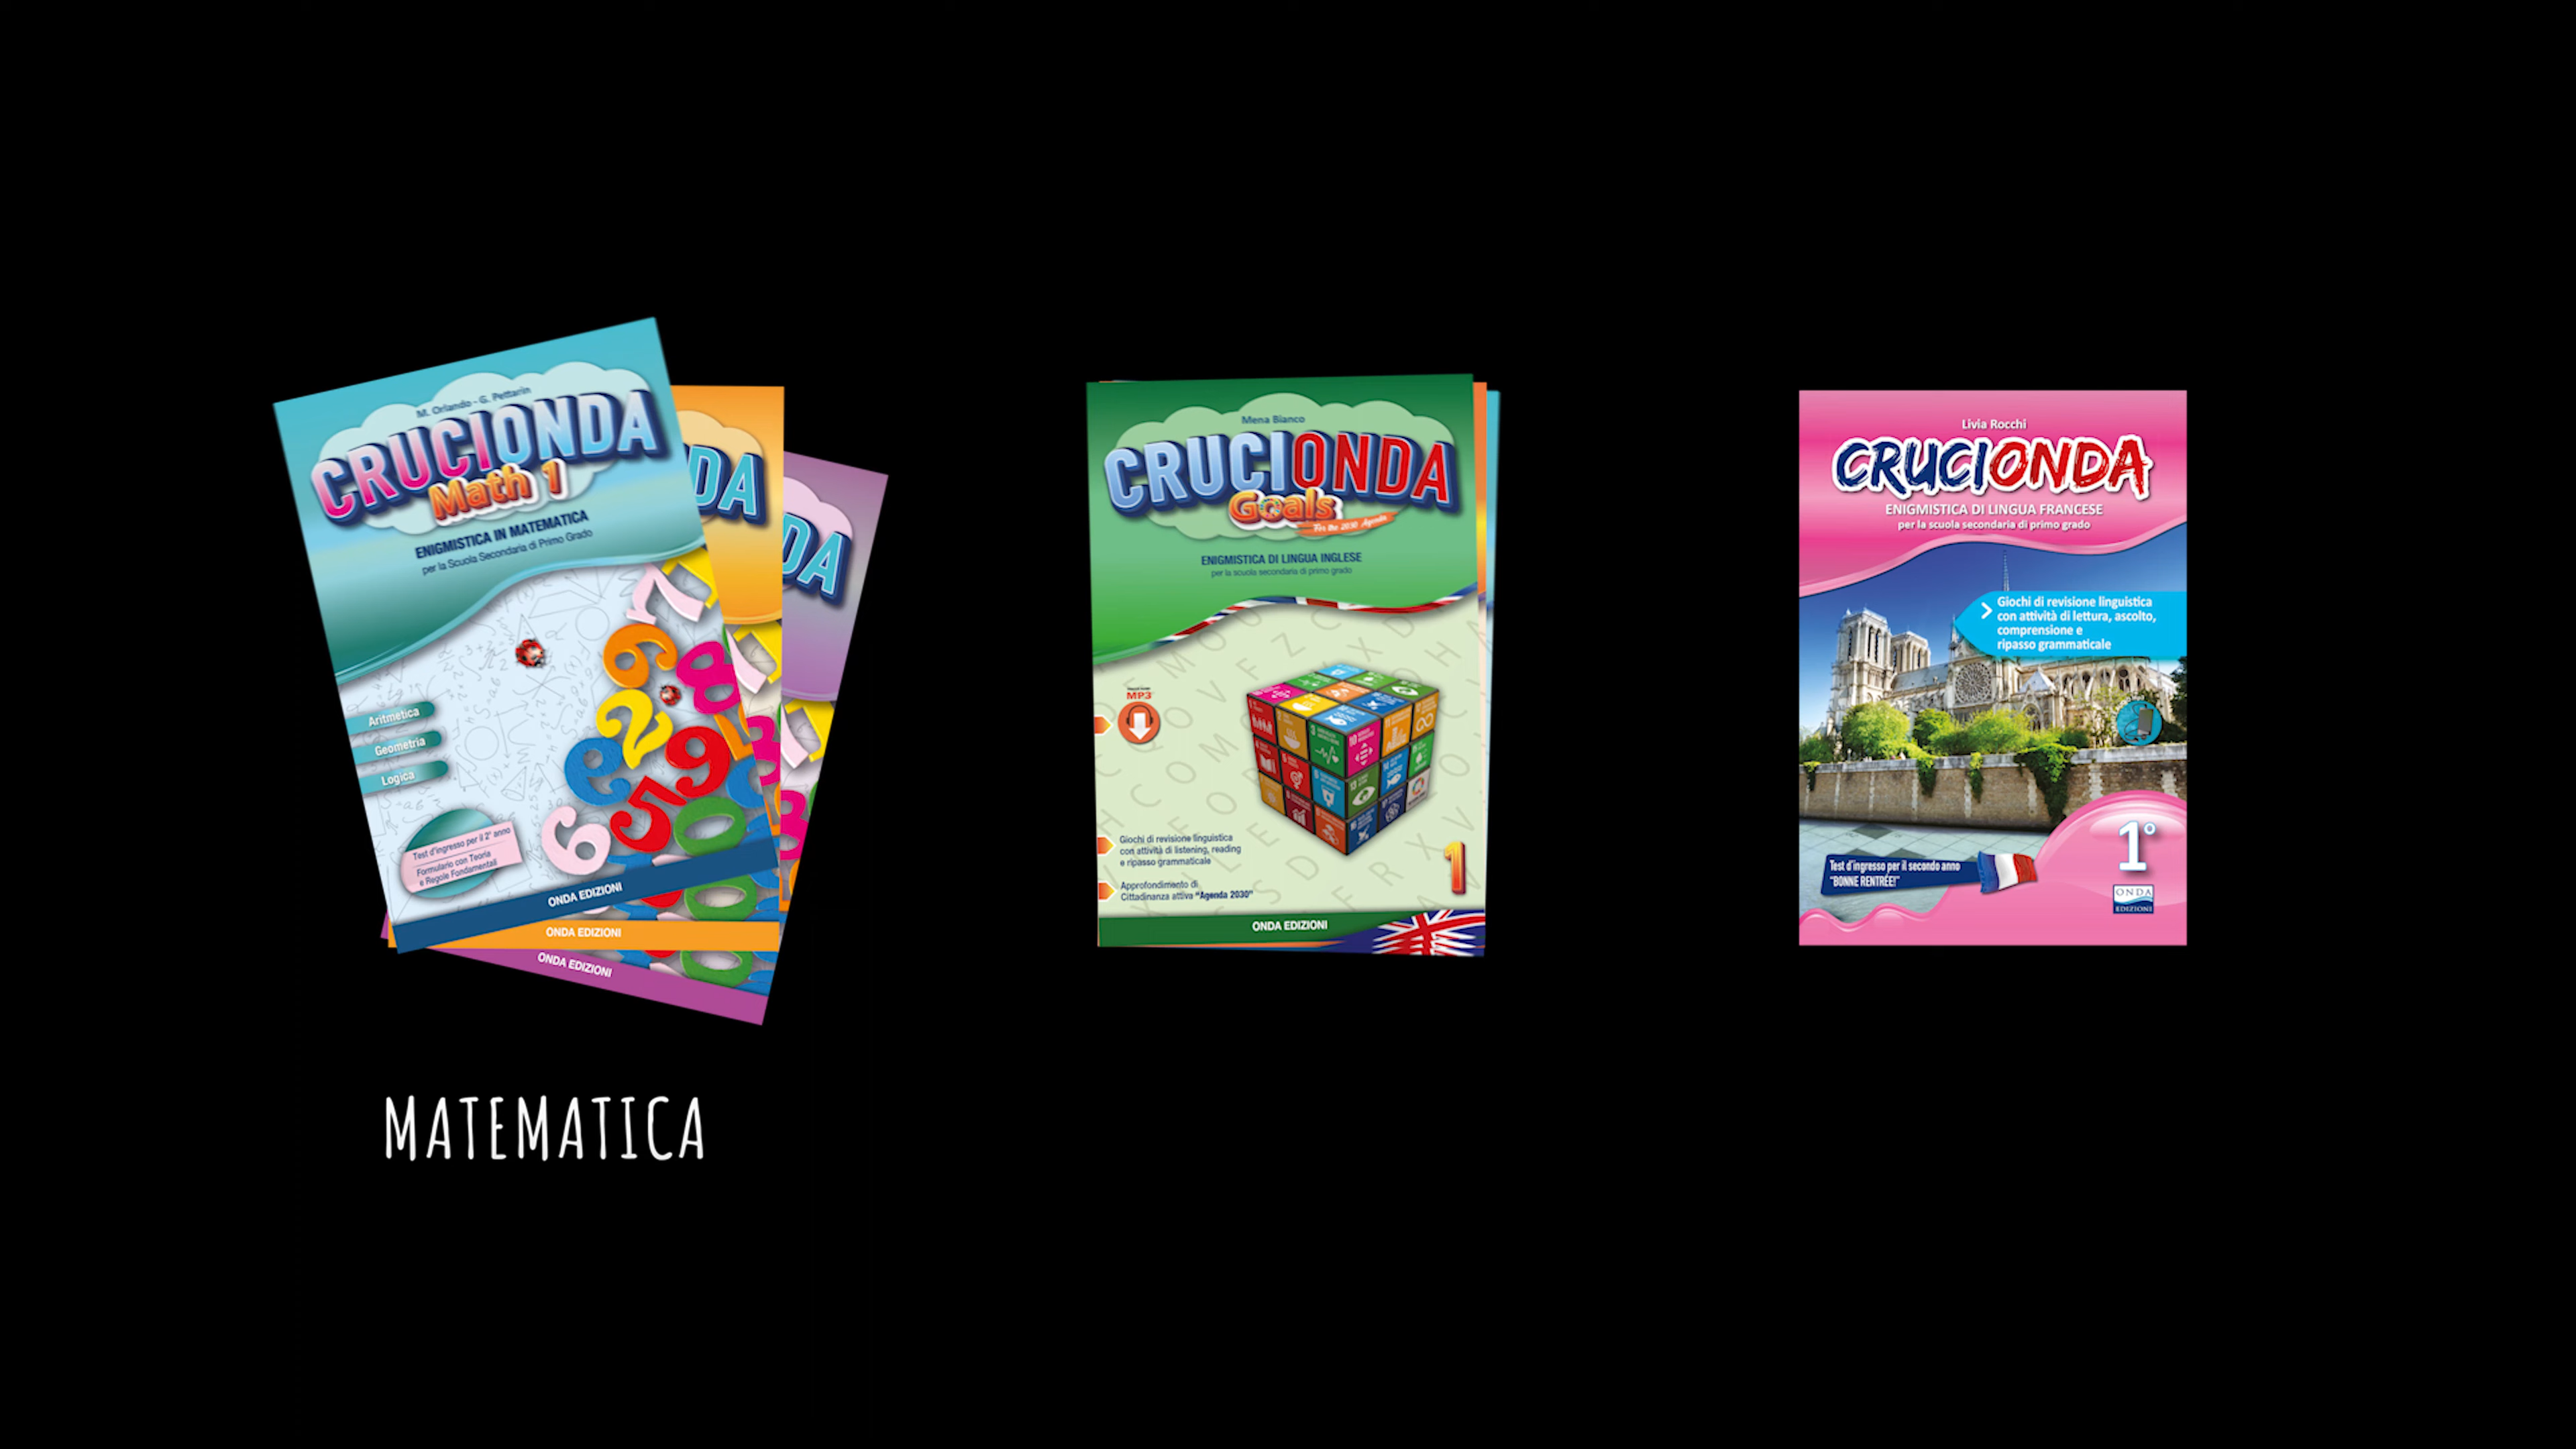 M. Orlando - G. Pettarin
CRUCIONDA
Math 1
ENIGMISTICA IN MATEMATICA
per la Scuola Secondaria di Primo Grado
Aritmetica
Geometria
Logica
Test d'ingresso per il 2° anno
Formulario con Teoria
e Regole Fondamentali
ONDA EDIZIONI
DA
ONDA EDIZIONI
DA
ONDA EDIZIONI
MATEMATICA
Mena Bianco
CRUCIONDA
Goals
For the 2030 Agenda
ENIGMISTICA DI LINGUA INGLESE
per la scuola secondaria di primo grado
MP3
Giochi di revisione linguistica
con attività di listening, reading
e ripasso grammaticale
Approfondimento di
Cittadinanza attiva "Agenda 2030"
1
ONDA EDIZIONI
Livia Rocchi
CRUCIONDA
ENIGMISTICA DI LINGUA FRANCESE
per la scuola secondaria di primo grado
Giochi di revisione linguistica
con attività di lettura, ascolto,
comprensione e
ripasso grammaticale
1°
Test d'ingresso per il secondo anno
"BONNE RENTRÉE!"
ONDA
EDIZIONI